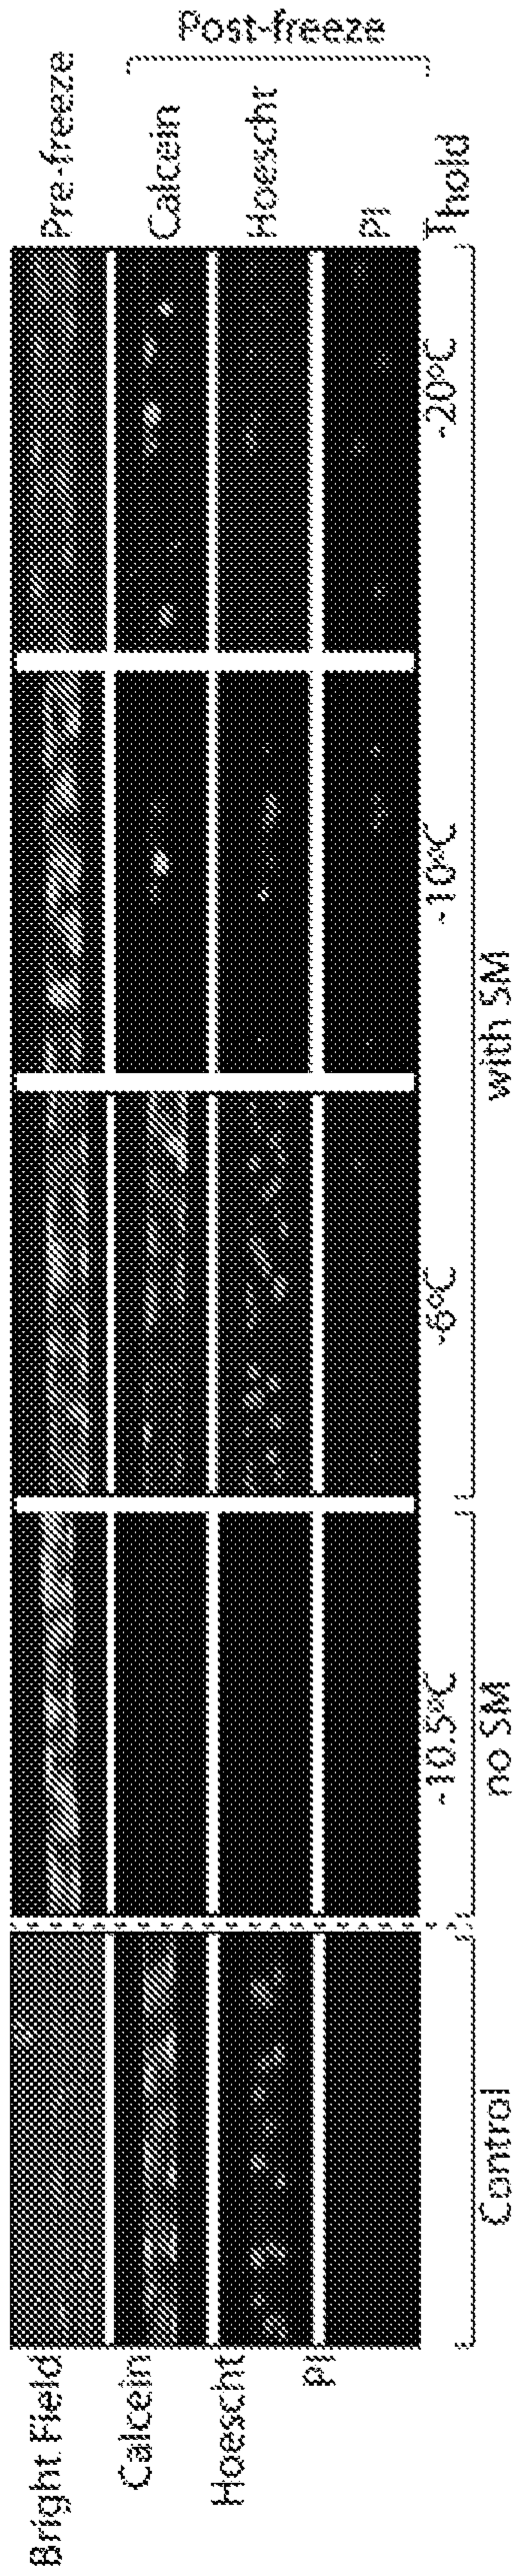 Post-freeze
Bright Field
Calcein
Hoescht
PI
Pre-freeze
Calcein
Hoescht
PI
Thold
-10.5°C
-6°C
-10°C
-20°C
Control
no SM
with SM